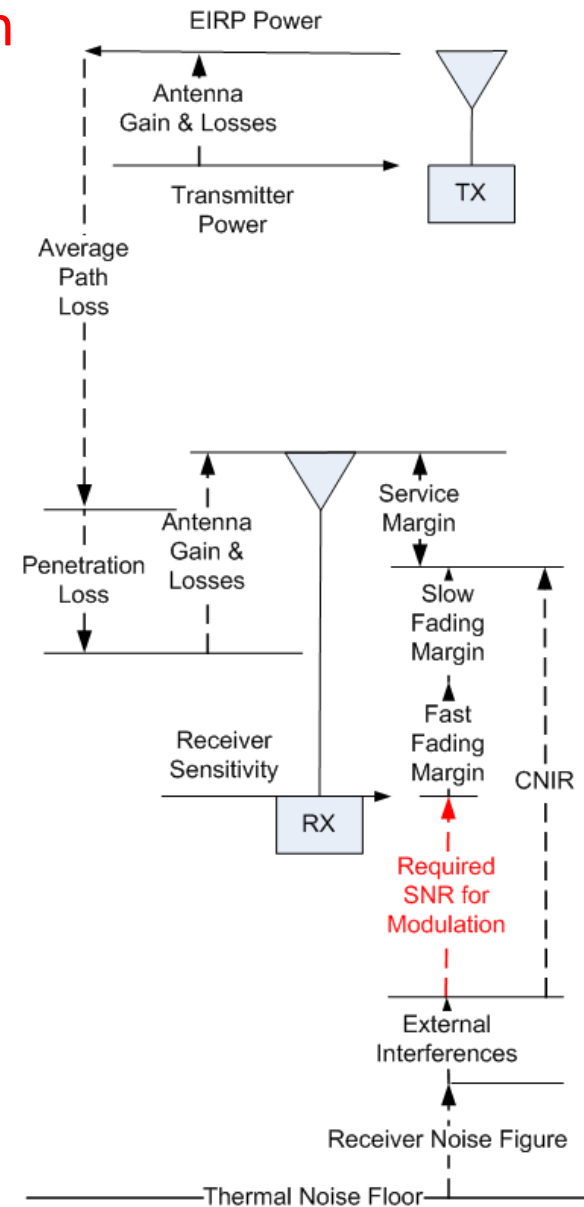 n
EIRP Power
Antenna
Gain & Losses
Transmitter
Power
TX
Average
Path
Loss
Service
Margin
Antenna
Gain &
Losses
Penetration
Loss
Slow
Fading
Margin
Fast
Fading
Margin
Receiver
Sensitivity
CNIR
RX
Required
SNR for
Modulation
External
Interferences
Receiver Noise Figure
Thermal Noise Floor